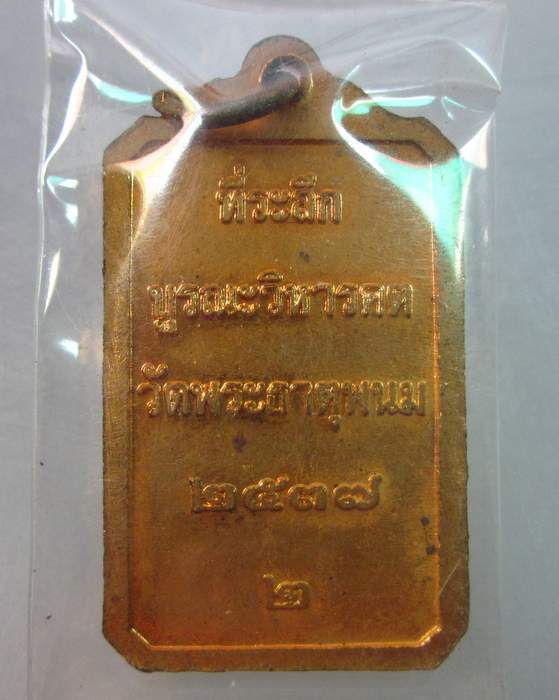 ที่ระลึก
บูรณะวิหารคต
วัดพระธาตุพนม
๒๕๓๗
๒